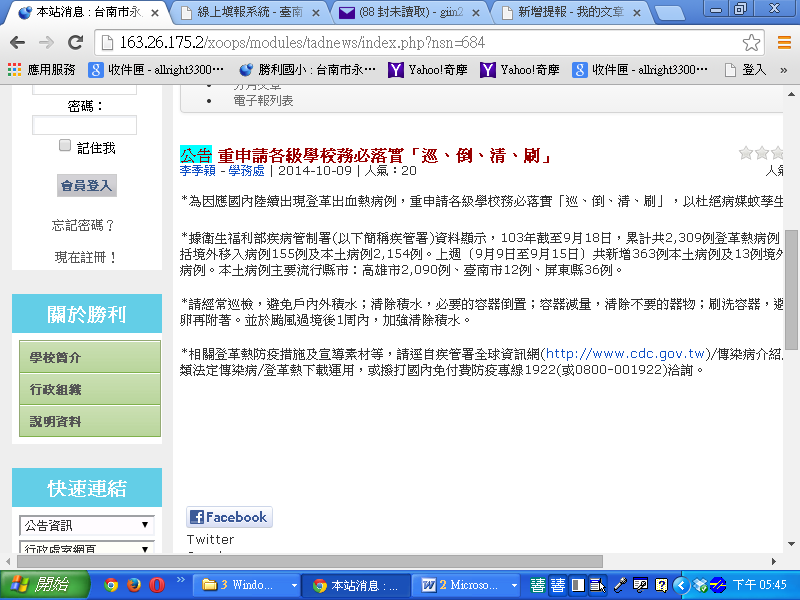 本站消息 : 台南市永
線上填報系統 - 臺南
(88 封未讀取) - giin2
新增提報 - 我的文章
163.26.175.2/xoops/modules/tadnews/index.php?nsn=684
應用服務
收件匣 - allright3300…
勝利國小 : 台南市永…
Yahoo!奇摩
Yahoo!奇摩
收件匣 - allright3300…
登入
»
密碼：
記住我
會員登入
忘記密碼？
現在註冊！
關於勝利
學校簡介
行政組織
說明資料
快速連結
公告資訊
行政處室網頁
分月文章
電子報列表
公告 重申請各級學校務必落實「巡、倒、清、刷」
李季穎 - 學務處 | 2014-10-09 | 人氣：20
*為因應國內陸續出現登革出血熱病例，重申請各級學校務必落實「巡、倒、清、刷」，以杜絕病媒蚊孳生
*據衛生福利部疾病管制署(以下簡稱疾管署)資料顯示，103年截至9月18日，累計共2,309例登革熱病例
括境外移入病例155例及本土病例2,154例。上週〔9月9日至9月15日〕共新增363例本土病例及13例境外
病例。本土病例主要流行縣市：高雄市2,090例、臺南市12例、屏東縣36例。
*請經常巡檢，避免戶內外積水；清除積水，必要的容器倒置；容器減量，清除不要的器物；刷洗容器，避
卵再附著。並於颱風過境後1周內，加強清除積水。
*相關登革熱防疫措施及宣導素材等，請逕自疾管署全球資訊網(http://www.cdc.gov.tw)/傳染病介紹
類法定傳染病/登革熱下載運用，或撥打國內免付費防疫專線1922(或0800-001922)洽詢。
Facebook
Twitter
開始
3 Windo...
本站消息 : ...
2 Microso...
下午 05:45